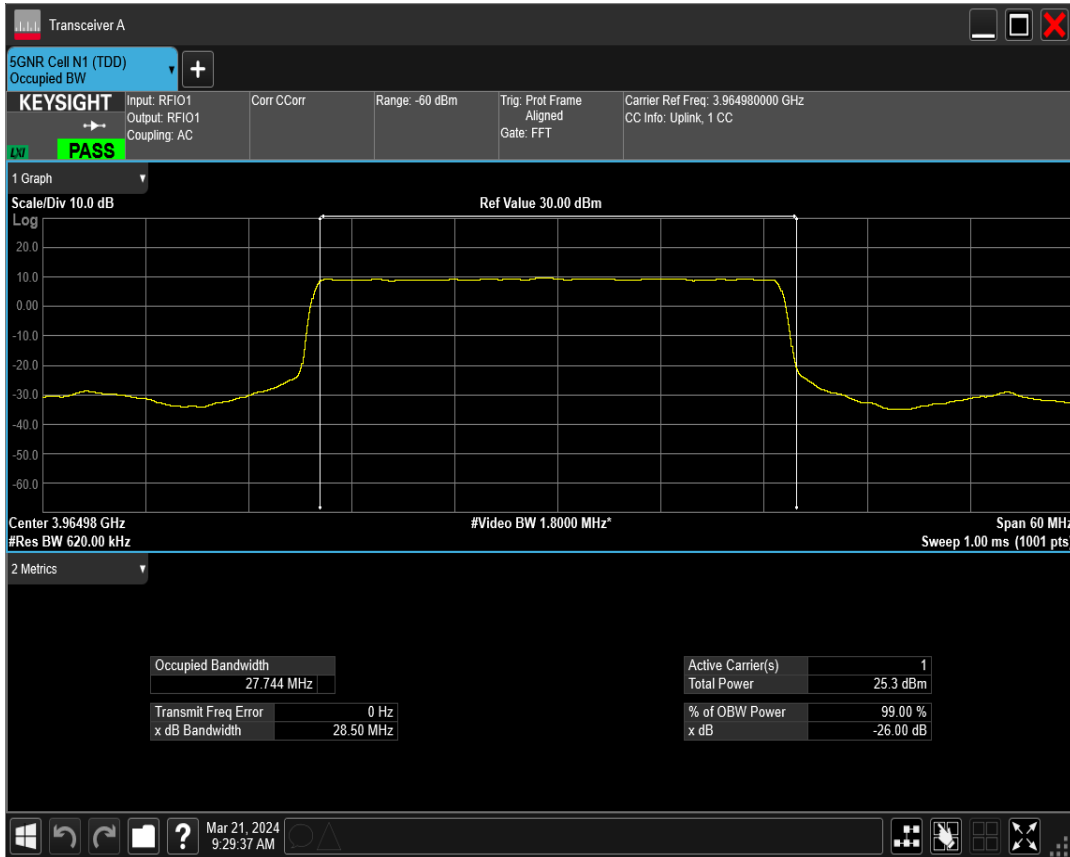 Transceiver A
5GNR Cell N1 (TDD)
Occupied BW
+
KEYSIGHT
LXI
PASS
Input: RFIO1
Output: RFIO1
Coupling: AC
Corr CCorr
Range: -60 dBm
Trig: Prot Frame
Aligned
Gate: FFT
Carrier Ref Freq: 3.964980000 GHz
CC Info: Uplink, 1 CC
1 Graph
Scale/Div 10.0 dB
Ref Value 30.00 dBm
Log
20.0
10.0
0.00
-10.0
-20.0
-30.0
-40.0
-50.0
-60.0
Center 3.96498 GHz
#Video BW 1.8000 MHz*
Span 60 MHz
#Res BW 620.00 kHz
Sweep 1.00 ms (1001 pts)
2 Metrics
Occupied Bandwidth
27.744 MHz
Transmit Freq Error 0 Hz
x dB Bandwidth 28.50 MHz
Active Carrier(s) 1
Total Power 25.3 dBm
% of OBW Power 99.00 %
x dB -26.00 dB
?
Mar 21, 2024
9:29:37 AM